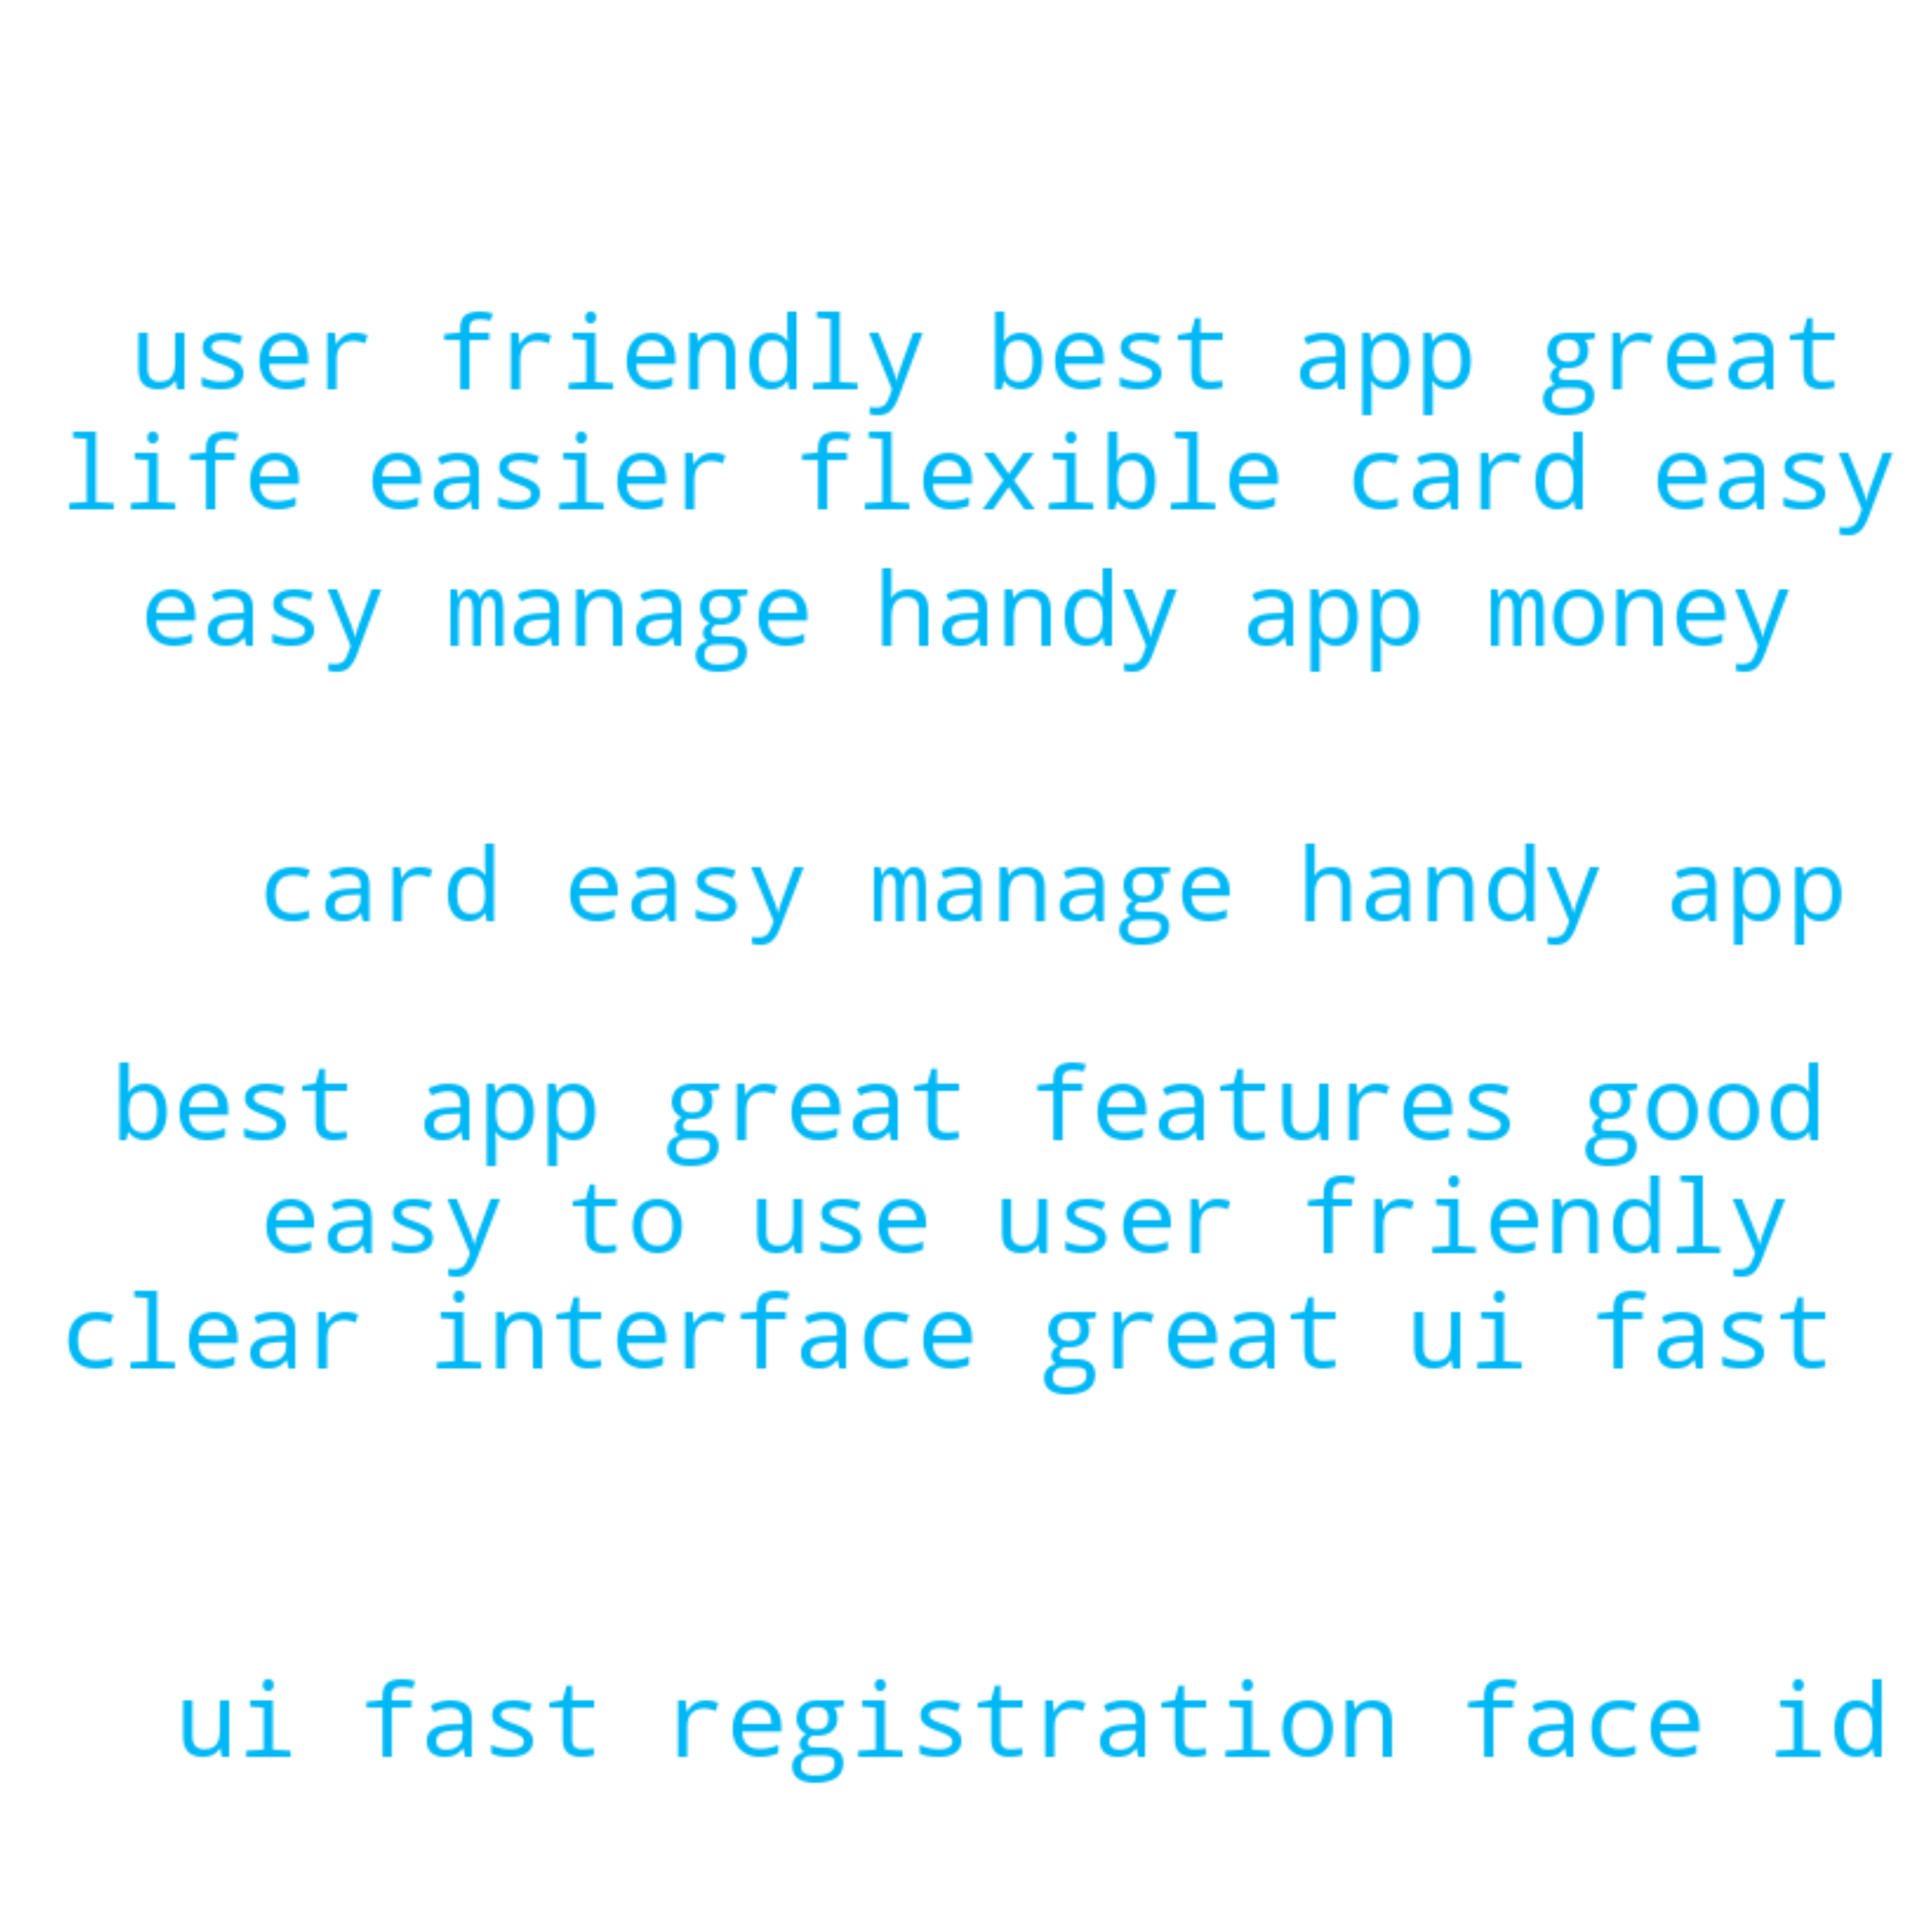 user friendly best app great
life easier flexible card easy
easy manage handy app money
card easy manage handy app
best app great features good
easy to use user friendly
clear interface great ui fast
ui fast registration face id